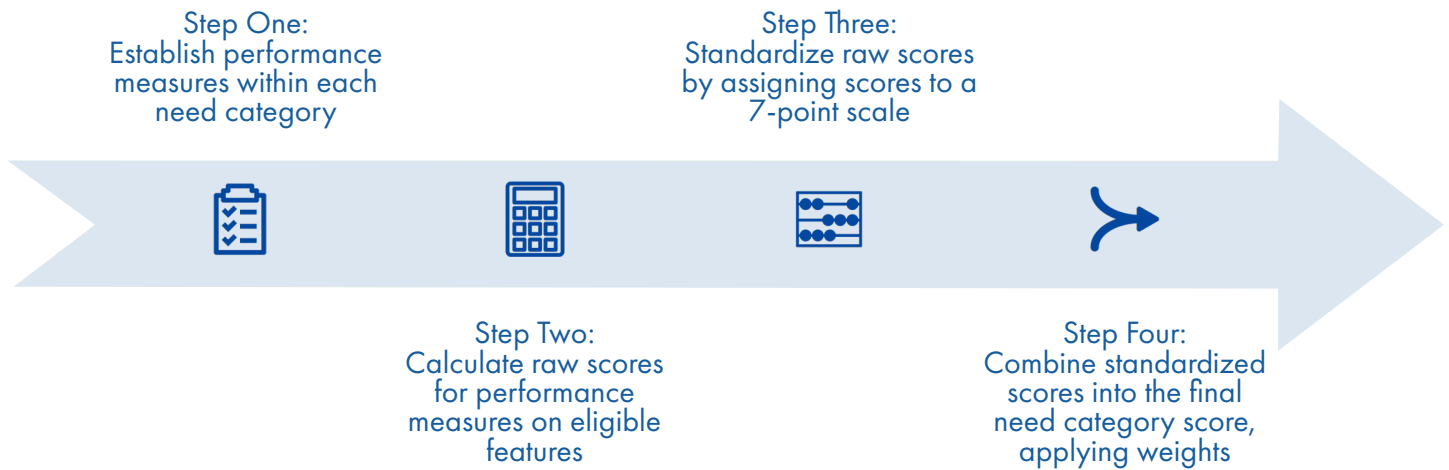 Step One:
Establish performance
measures within each
need category
Step Two:
Calculate raw scores
for performance
measures on eligible
features
Step Three:
Standardize raw scores
by assigning scores to a
7-point scale
Step Four:
Combine standardized
scores into the final
need category score,
applying weights